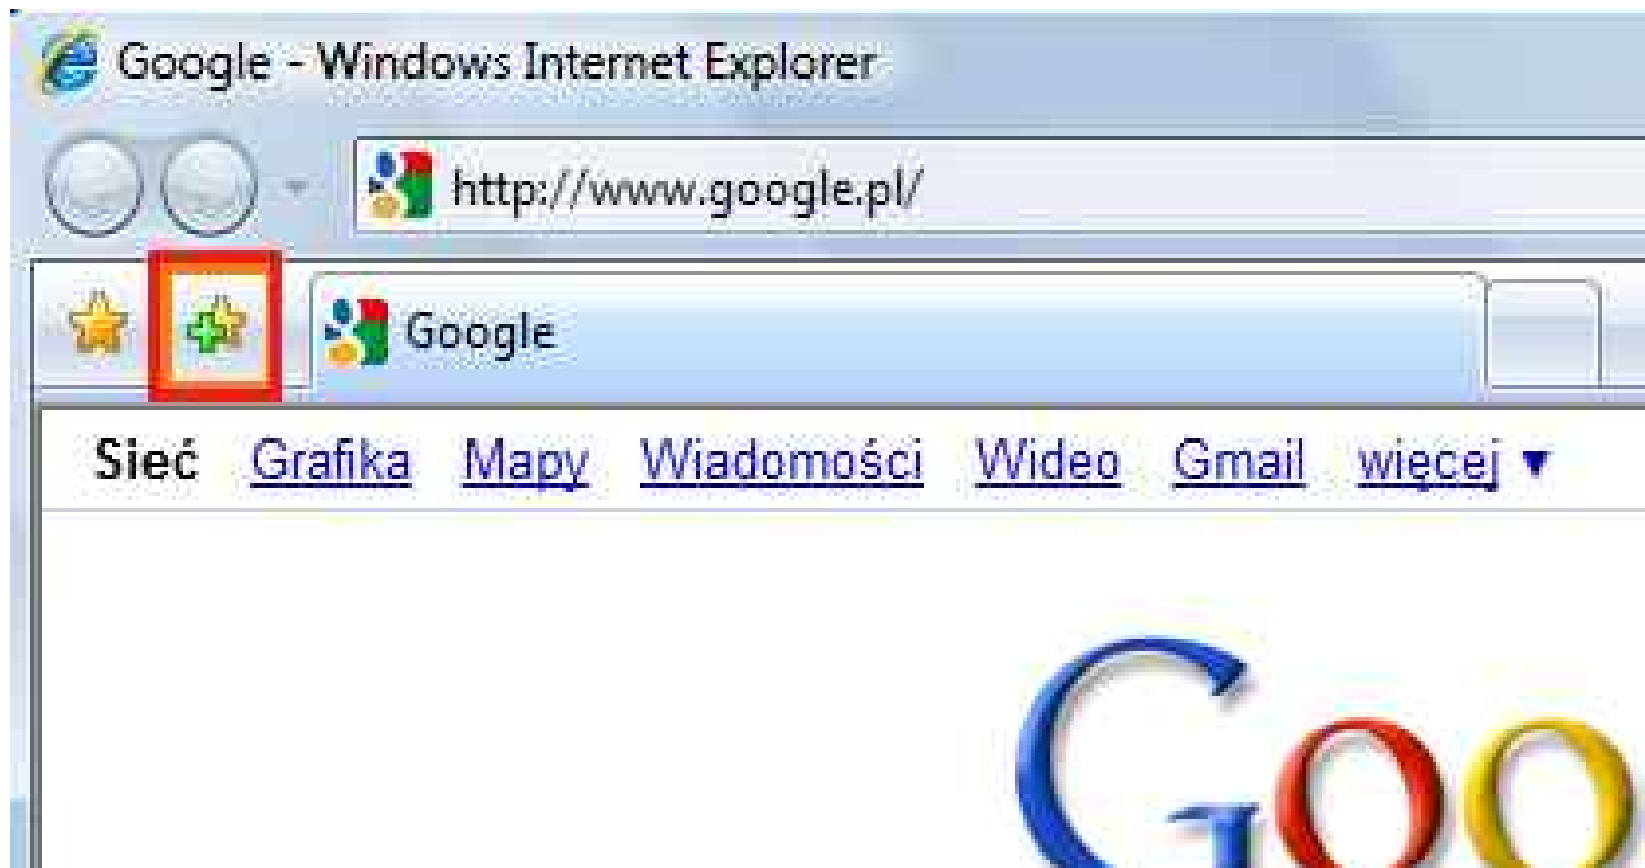 Google - Windows Internet Explorer
http://www.google.pl/
Google
Sieć Grafika Mapy Wiadomości Wideo Gmail więcej ▼
Goo